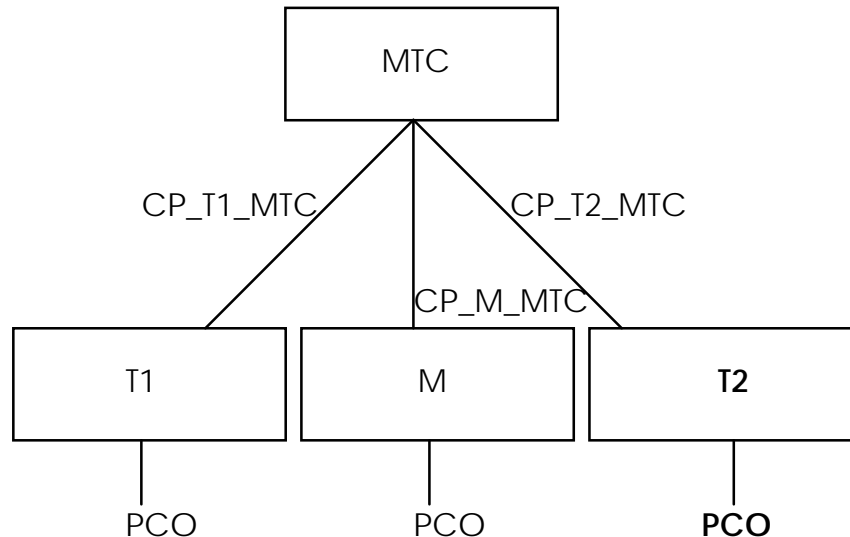 MTC
CP_T1_MTC
CP_T2_MTC
CP_M_MTC
T1
M
T2
PCO
PCO
PCO